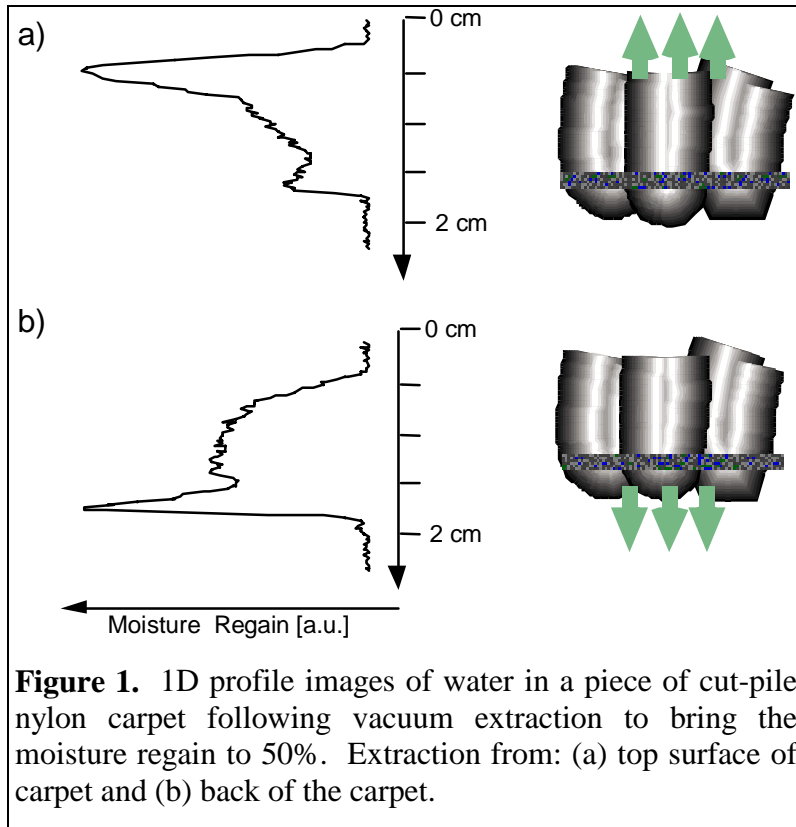 a)
0 cm
2 cm
b)
0 cm
2 cm
Moisture Regain [a.u.]
Figure 1. 1D profile images of water in a piece of cut-pile
nylon carpet following vacuum extraction to bring the
moisture regain to 50%. Extraction from: (a) top surface of
carpet and (b) back of the carpet.